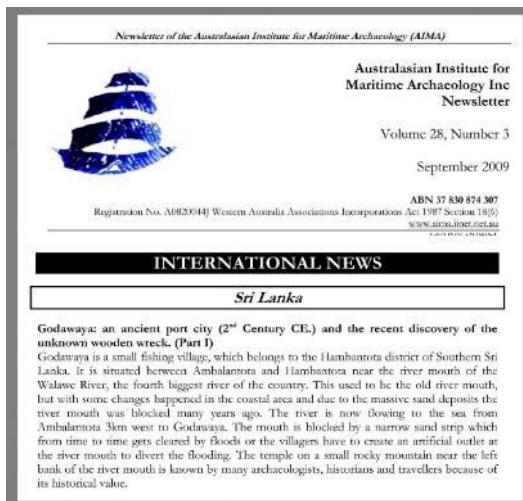 Newsletter of the Australasian Institute for Maritime Archaeology (AIMA)
Australasian Institute for
Maritime Archaeology Inc
Newsletter
Volume 28, Number 3
September 2009
ABN 37 830 874 307
Registration No. A0820044J Western Australia Associations Incorporations Act 1987 Section 18(6)
www.aima.iinet.net.au
INTERNATIONAL NEWS
Sri Lanka
Godawaya: an ancient port city (2nd Century CE.) and the recent discovery of the
unknown wooden wreck. (Part I)
Godawaya is a small fishing village, which belongs to the Hambantota district of Southern Sri
Lanka. It is situated between Ambalantota and Hambantota near the river mouth of the
Walawe River, the fourth biggest river of the country. This used to be the old river mouth,
but with some changes happened in the coastal area and due to the massive sand deposits the
river mouth was blocked many years ago. The river is now flowing to the sea from
Ambalantota 3km west to Godawaya. The mouth is blocked by a narrow sand strip which
from time to time gets cleared by floods or the villagers have to create an artificial outlet at
the river mouth to divert the flooding. The temple on a small rocky mountain near the left
bank of the river mouth is known by many archaeologists, historians and travellers because of
its historical value.